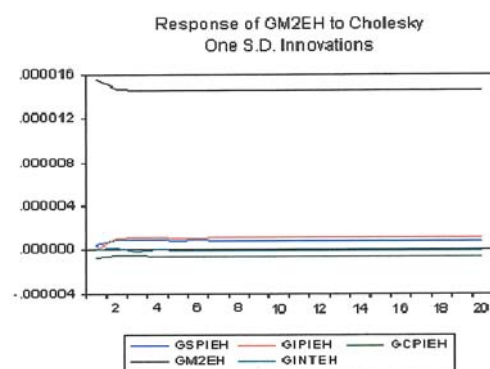 Response of GM2EH to Cholesky
One S.D. Innovations
.000016
.000012
.000008
.000004
.000000
-.000004
2 4 6 8 10 12 14 16 18 20
GSPIEH GIPIEH GCPIEH
GM2EH GINTEH